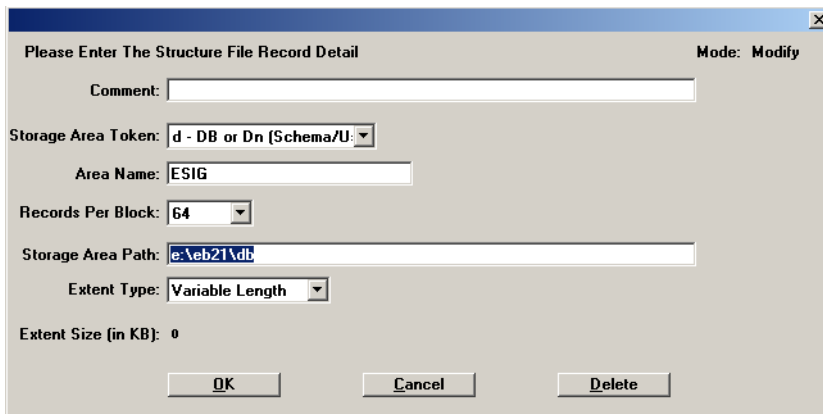 Please Enter The Structure File Record Detail Mode: Modify
Comment:
Storage Area Token: d - DB or Dn (Schema/U:
Area Name: ESIG
Records Per Block: 64
Storage Area Path: e:\eb21\db
Extent Type: Variable Length
Extent Size (in KB): 0
OK Cancel Delete